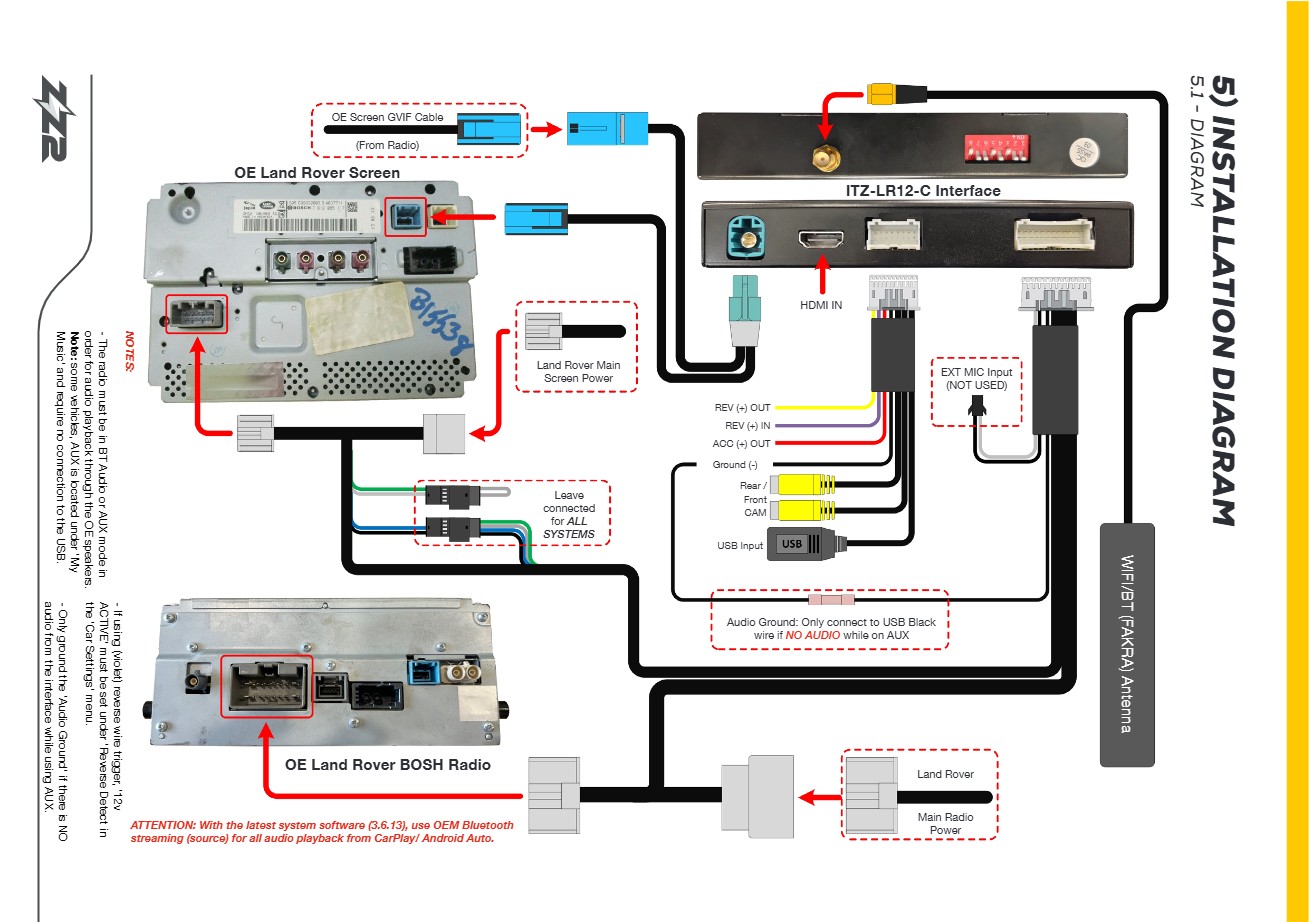 5) INSTALLATION DIAGRAM
5.1 - DIAGRAM
ZZ2
OE Screen GVIF Cable
(From Radio)
OE Land Rover Screen
BOSCH
ITZ-LR12-C Interface
HDMI IN
Land Rover Main
Screen Power
EXT MIC Input
(NOT USED)
REV (+) OUT
REV (+) IN
ACC (+) OUT
Ground (-)
Rear /
Front
CAM
USB Input
USB
Leave
connected
for ALL
SYSTEMS
Audio Ground: Only connect to USB Black
wire if NO AUDIO while on AUX
WIFI/BT (FAKRA) Antenna
OE Land Rover BOSH Radio
Land Rover
Main Radio
Power
ATTENTION: With the latest system software (3.6.13), use OEM Bluetooth
streaming (source) for all audio playback from CarPlay/ Android Auto.
NOTES:
- The radio must be in BT Audio or AUX mode in
order for audio playback through the OE speakers.
Note: some vehicles, AUX is located under 'My
Music' and require no connection to the USB.
- If using (violet) reverse wire trigger, '12v
ACTIVE' must be set under 'Reverse Detect in
the 'Car Settings' menu.
- Only ground the 'Audio Ground' if there is NO
audio from the interface while using AUX.